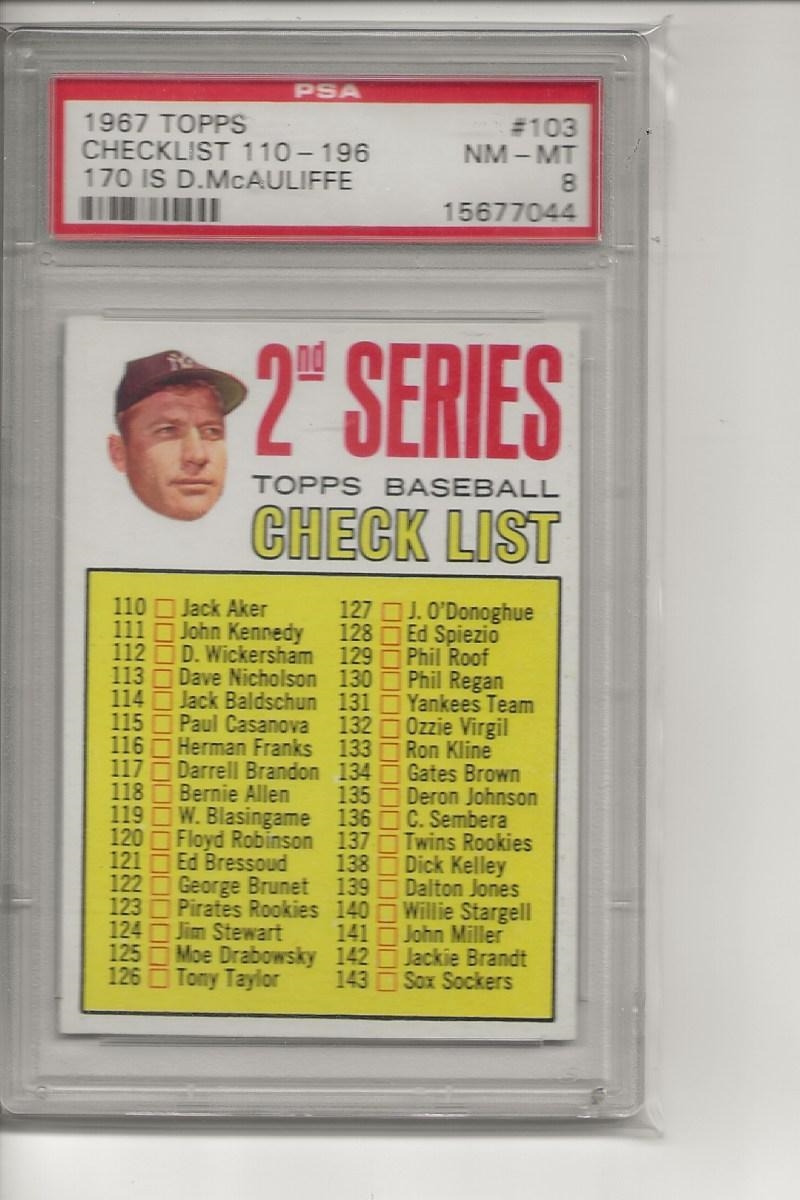 PSA
1967 TOPPS #103
CHECKLIST 110-196 NM-MT
170 IS D.McAULIFFE 8
15677044
NY
2nd SERIES
TOPPS BASEBALL
CHECK LIST
110 Jack Aker
111 John Kennedy
112 D. Wickersham
113 Dave Nicholson
114 Jack Baldschun
115 Paul Casanova
116 Herman Franks
117 Darrell Brandon
118 Bernie Allen
119 W. Blasingame
120 Floyd Robinson
121 Ed Bressoud
122 George Brunet
123 Pirates Rookies
124 Jim Stewart
125 Moe Drabowsky
126 Tony Taylor
127 J. O'Donoghue
128 Ed Spiezio
129 Phil Roof
130 Phil Regan
131 Yankees Team
132 Ozzie Virgil
133 Ron Kline
134 Gates Brown
135 Deron Johnson
136 C. Sembera
137 Twins Rookies
138 Dick Kelley
139 Dalton Jones
140 Willie Stargell
141 John Miller
142 Jackie Brandt
143 Sox Sockers